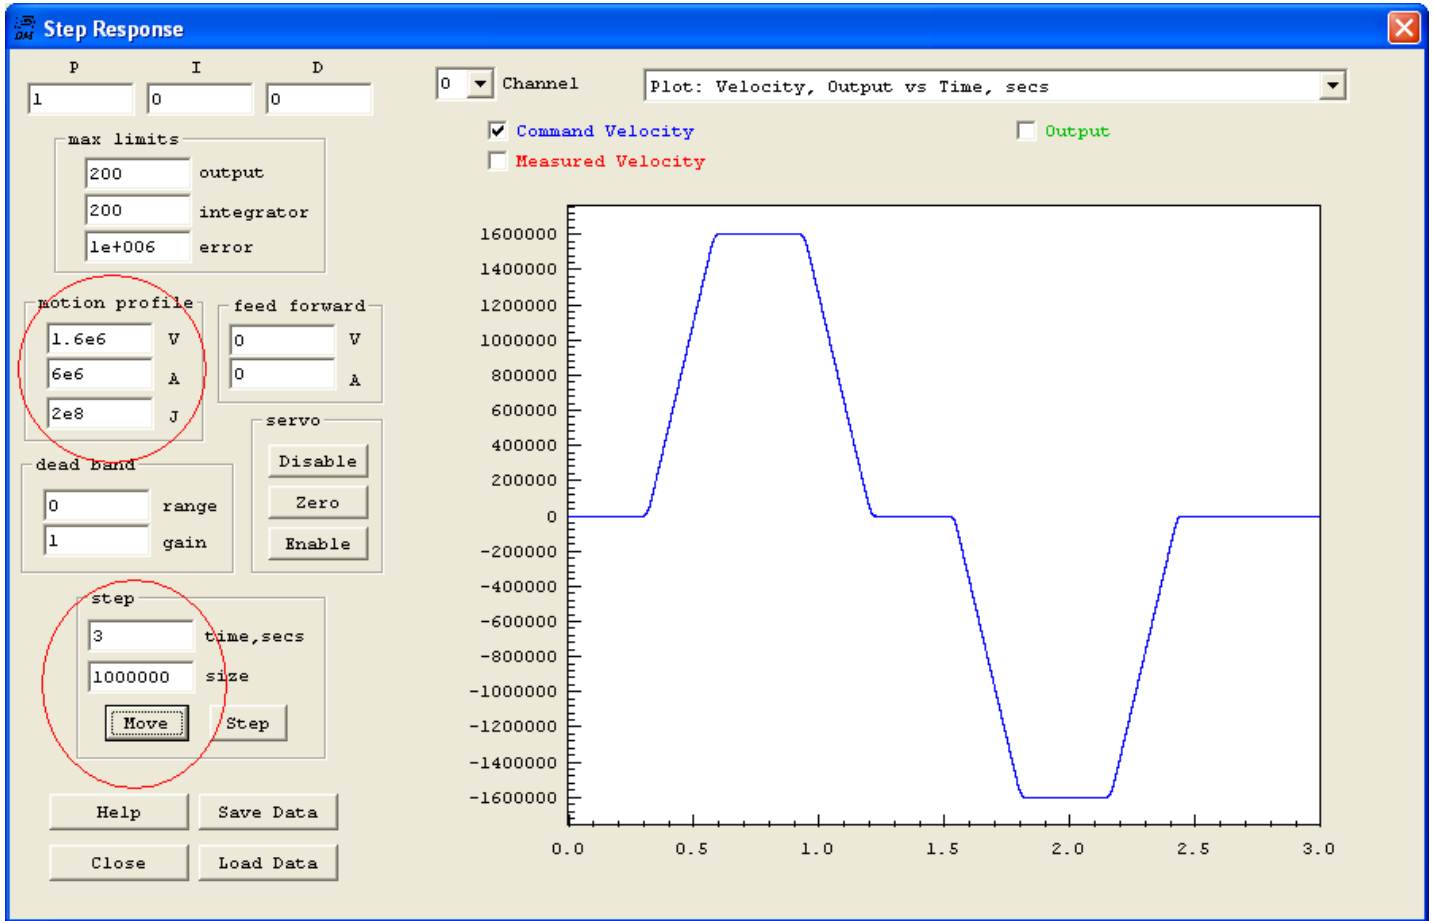 Step Response
P I D
1 0 0
max limits
200 output
200 integrator
1e+006 error
motion profile
1.6e6 V
6e6 A
2e8 J
feed forward
0 V
0 A
dead band
0 range
1 gain
servo
Disable
Zero
Enable
step
3 time,secs
1000000 size
Move Step
Help Save Data
Close Load Data
0 Channel
Plot: Velocity, Output vs Time, secs
Command Velocity Output
Measured Velocity
1600000
1400000
1200000
1000000
800000
600000
400000
200000
0
-200000
-400000
-600000
-800000
-1000000
-1200000
-1400000
-1600000
0.0 0.5 1.0 1.5 2.0 2.5 3.0